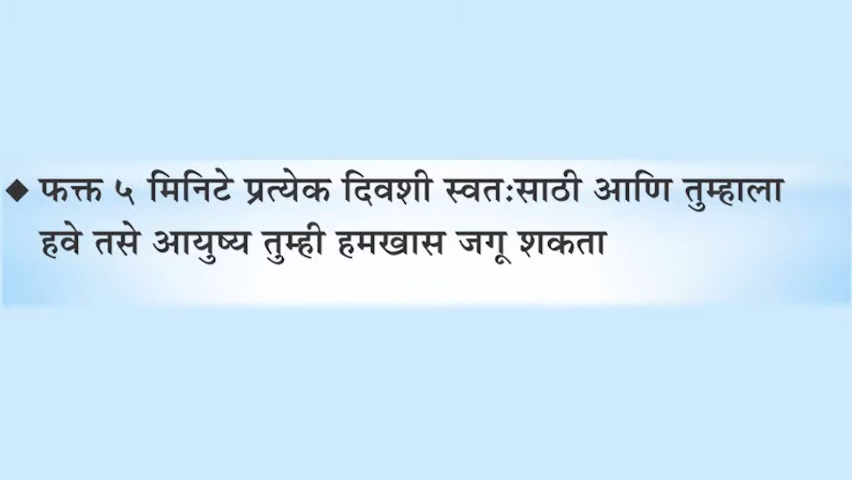 ◆ फक्त ५ मिनिटे प्रत्येक दिवशी स्वतःसाठी आणि तुम्हाला
हवे तसे आयुष्य तुम्ही हमखास जगू शकता